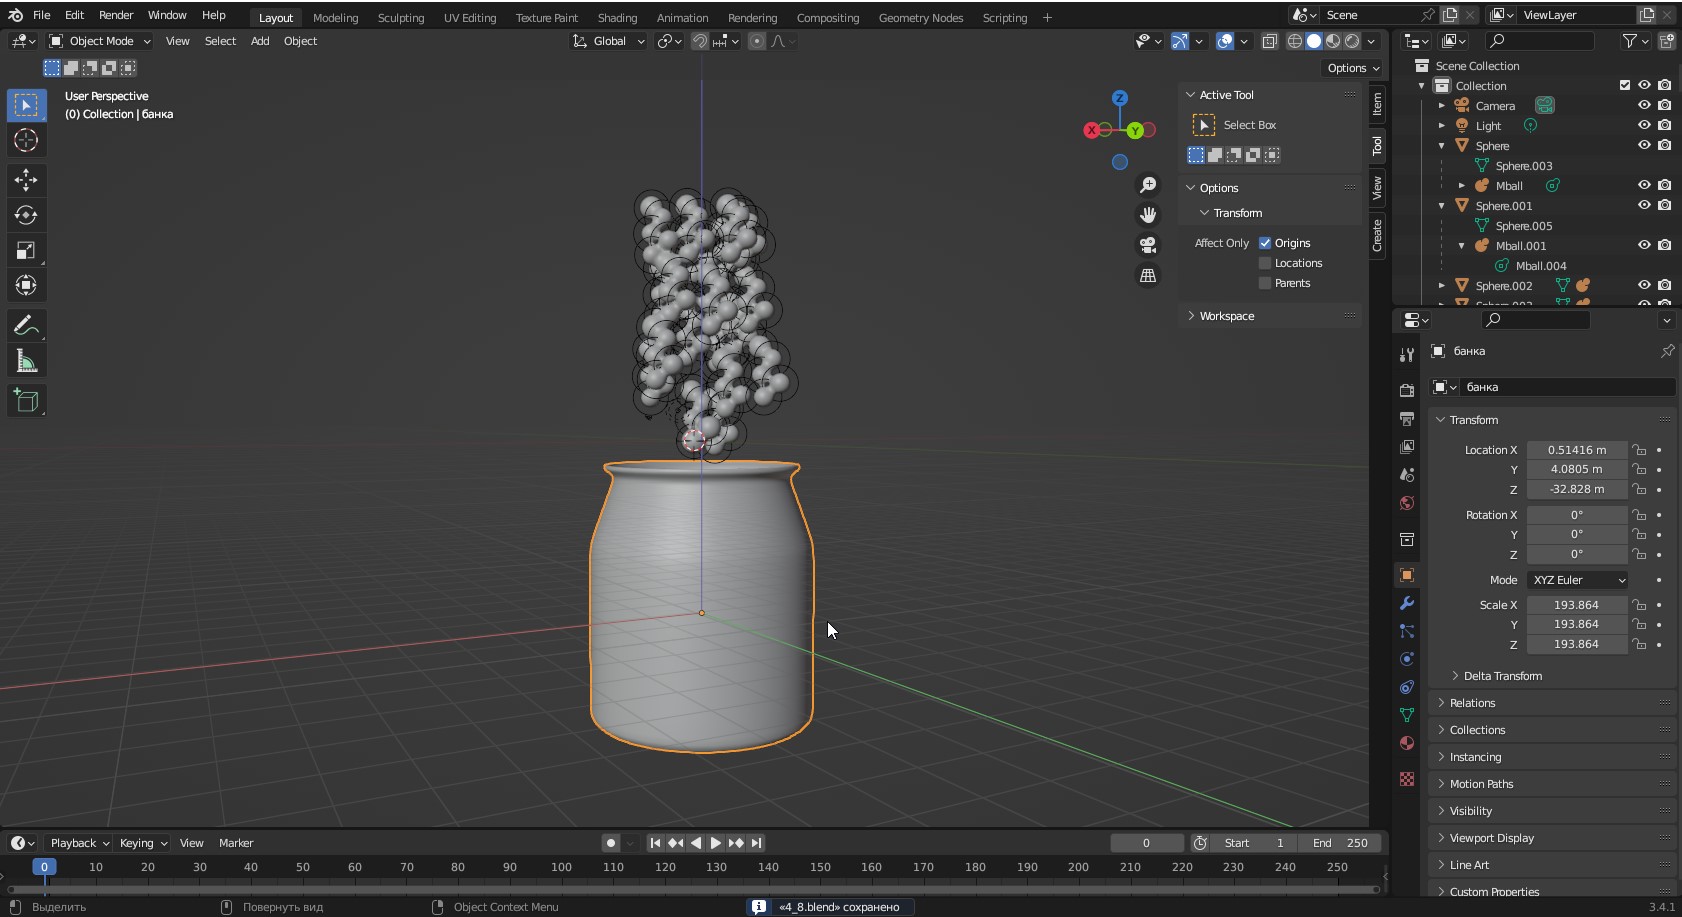 File Edit Render Window Help Layout Modeling Sculpting UV Editing Texture Paint Shading Animation Rendering Compositing Geometry Nodes Scripting + Scene ViewLayer
Object Mode View Select Add Object Global
Options
User Perspective
(0) Collection | банка
Z
X
Y
Active Tool
Select Box
Options
Transform
Affect Only Origins
Locations
Parents
Workspace
Item
Tool
View
Create
Scene Collection
Collection
Camera
Light
Sphere
Sphere.003
Mball
Sphere.001
Sphere.005
Mball.001
Mball.004
Sphere.002
банка
банка
Transform
Location X 0.51416 m
Y 4.0805 m
Z -32.828 m
Rotation X 0°
Y 0°
Z 0°
Mode XYZ Euler
Scale X 193.864
Y 193.864
Z 193.864
Delta Transform
Relations
Collections
Instancing
Motion Paths
Visibility
Viewport Display
Line Art
Custom Properties
Playback Keying View Marker 0 Start 1 End 250
0 10 20 30 40 50 60 70 80 90 100 110 120 130 140 150 160 170 180 190 200 210 220 230 240 250
Выделить Повернуть вид Object Context Menu «4_8.blend» сохранено 3.4.1